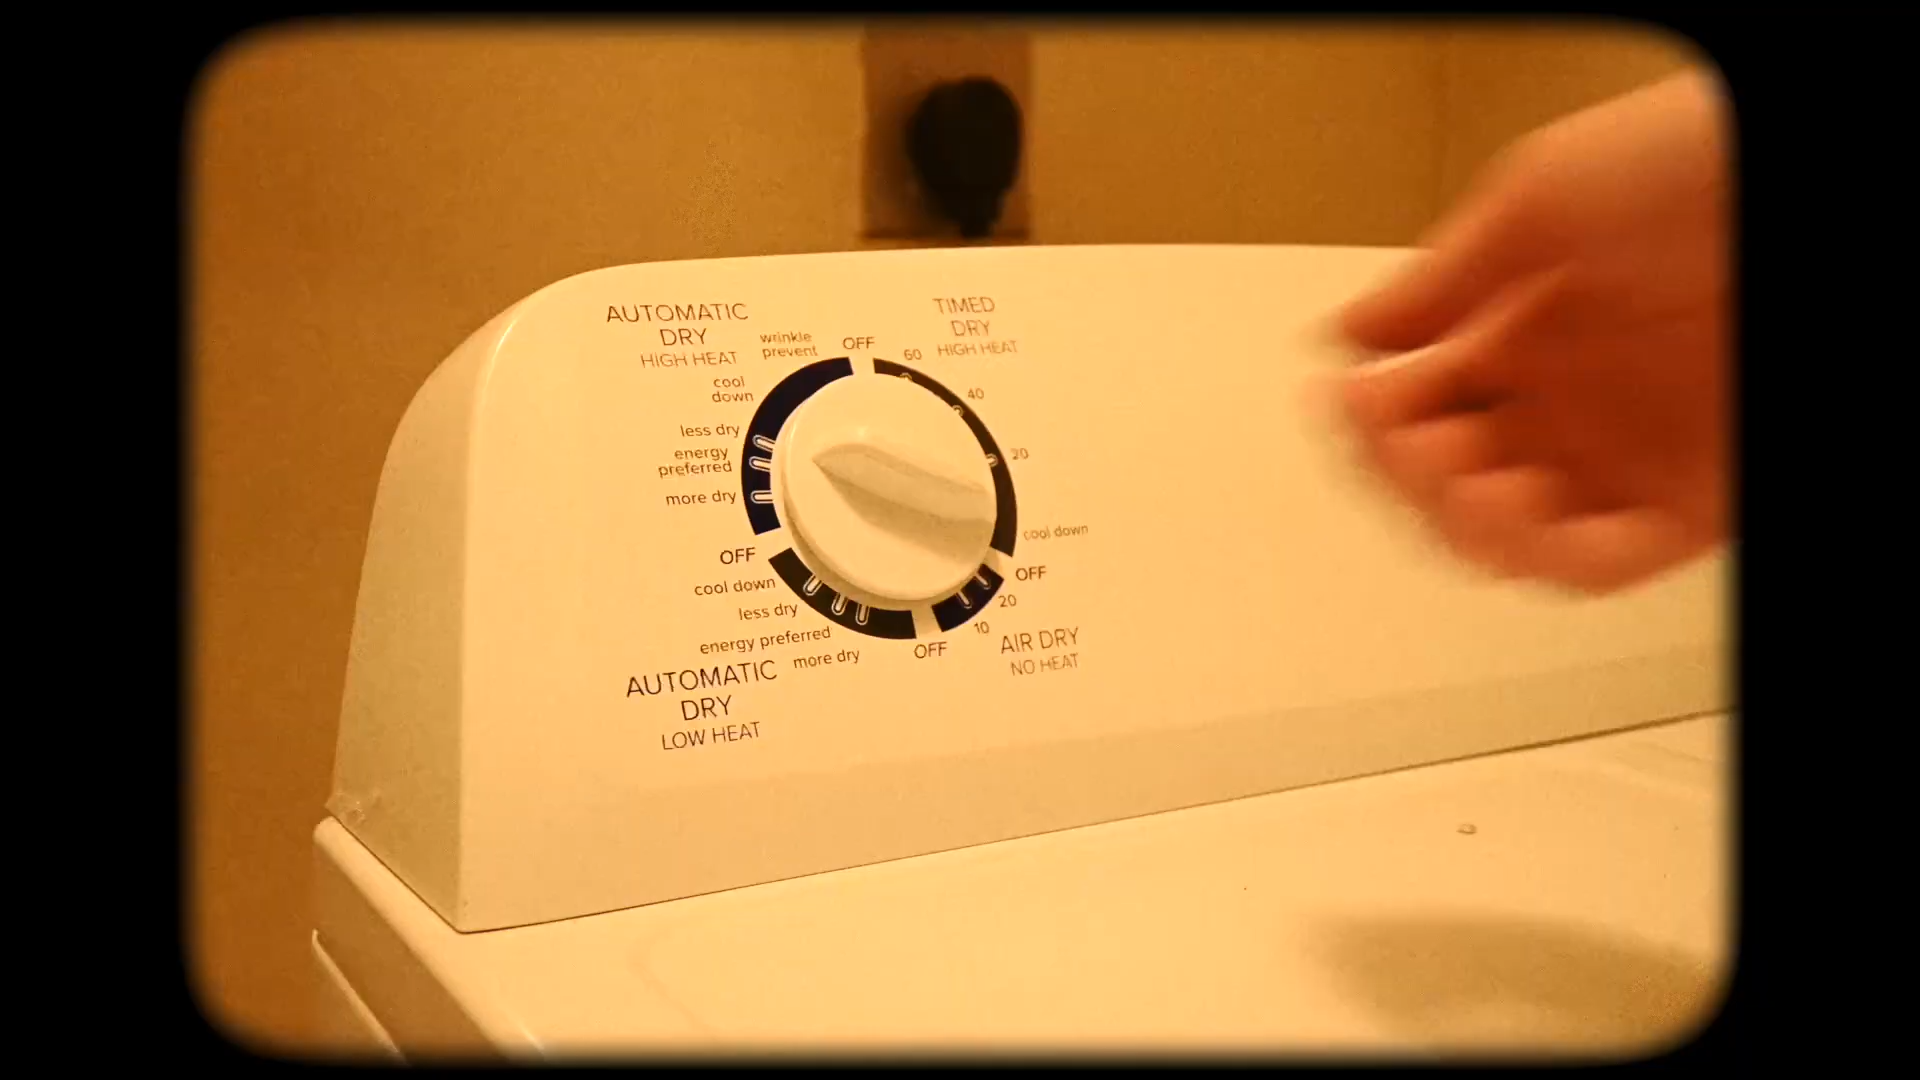 AUTOMATIC
DRY
HIGH HEAT
wrinkle
prevent
OFF
TIMED
DRY
HIGH HEAT
60
40
20
cool down
OFF
20
10
AIR DRY
NO HEAT
OFF
cool
down
less dry
energy
preferred
more dry
OFF
cool down
less dry
energy preferred
more dry
AUTOMATIC
DRY
LOW HEAT